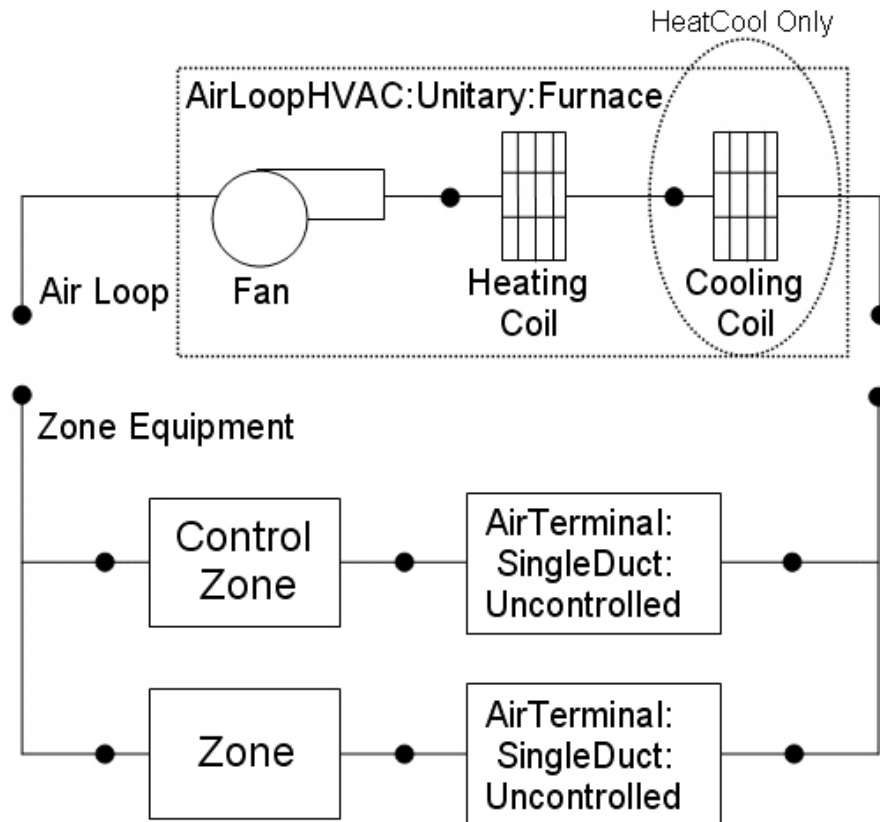 HeatCool Only
AirLoopHVAC:Unitary:Furnace
Air Loop
Fan
Heating
Coil
Cooling
Coil
Zone Equipment
Control
Zone
AirTerminal:
SingleDuct:
Uncontrolled
Zone
AirTerminal:
SingleDuct:
Uncontrolled